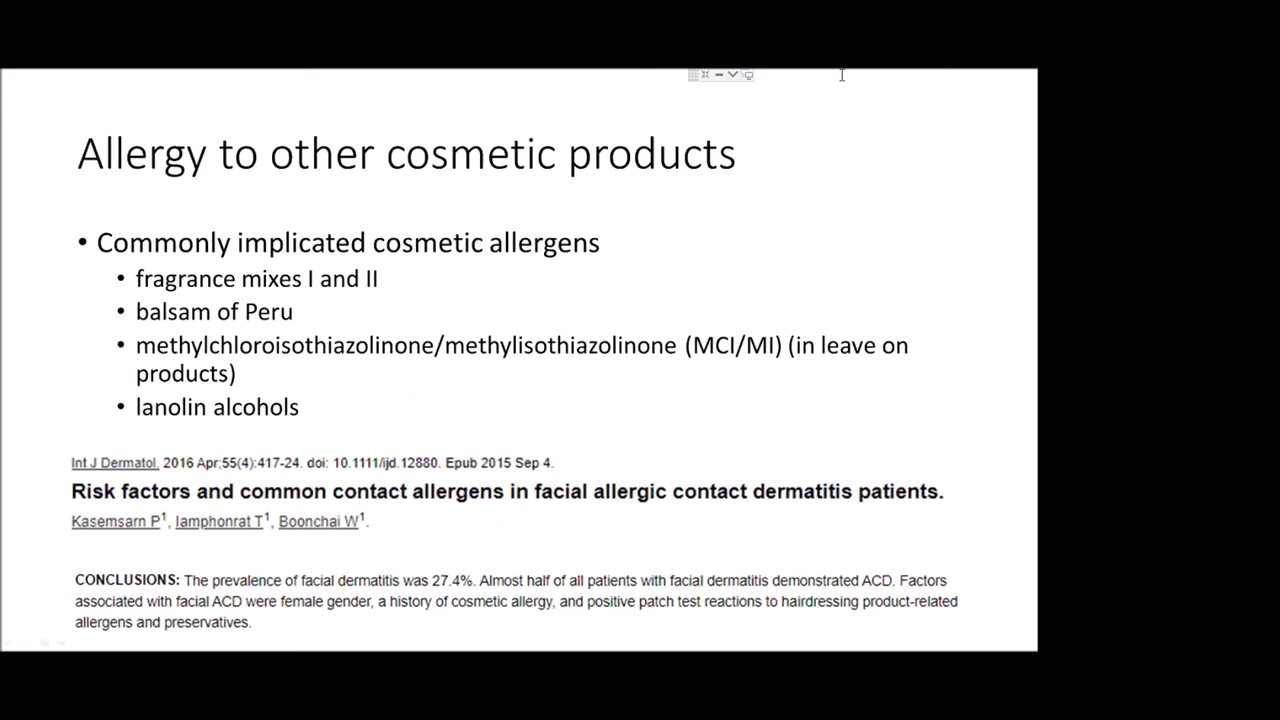 Allergy to other cosmetic products
• Commonly implicated cosmetic allergens
• fragrance mixes I and II
• balsam of Peru
• methylchloroisothiazolinone/methylisothiazolinone (MCI/MI) (in leave on
products)
• lanolin alcohols
Int J Dermatol. 2016 Apr;55(4):417-24. doi: 10.1111/ijd.12880. Epub 2015 Sep 4.
Risk factors and common contact allergens in facial allergic contact dermatitis patients.
Kasemsarn P1, Iamphonrat T1, Boonchai W1.
CONCLUSIONS: The prevalence of facial dermatitis was 27.4%. Almost half of all patients with facial dermatitis demonstrated ACD. Factors
associated with facial ACD were female gender, a history of cosmetic allergy, and positive patch test reactions to hairdressing product-related
allergens and preservatives.